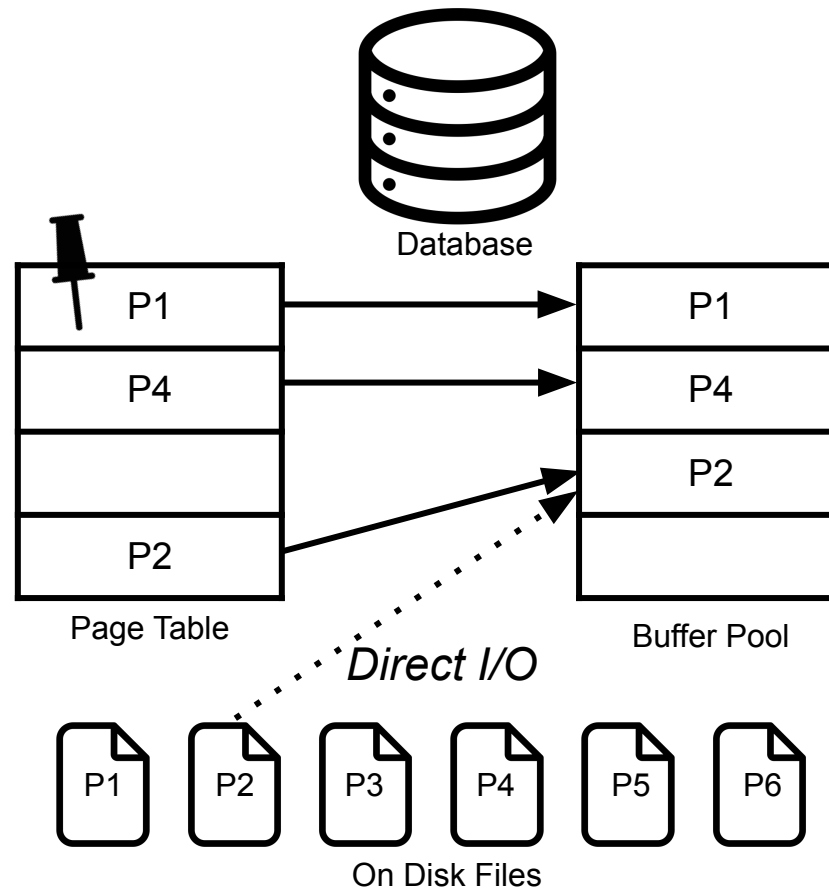 Database
P1
P4
P2
Page Table
P1
P4
P2
Buffer Pool
Direct I/O
P1
P2
P3
P4
P5
P6
On Disk Files